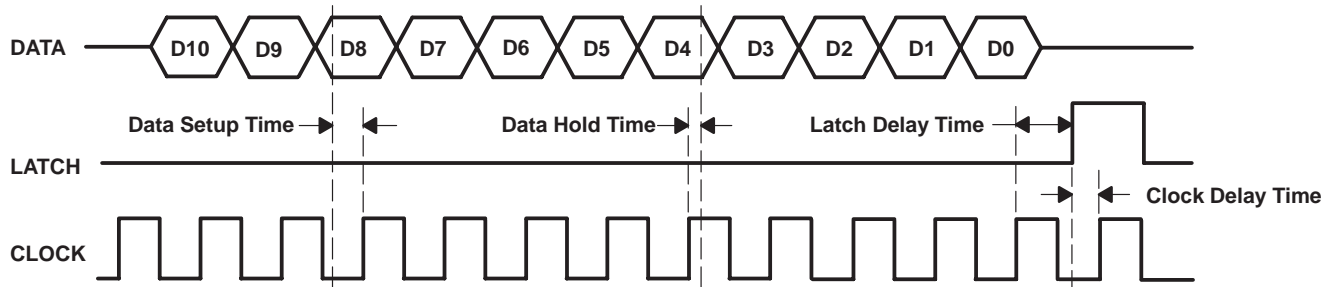 DATA
D10 D9 D8 D7 D6 D5 D4 D3 D2 D1 D0
Data Setup Time
Data Hold Time
Latch Delay Time
LATCH
Clock Delay Time
CLOCK